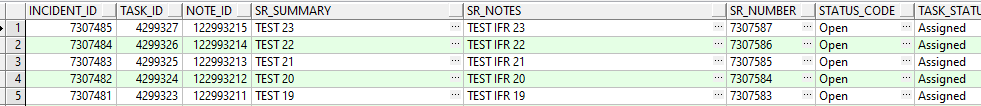 INCIDENT_ID TASK_ID NOTE_ID SR_SUMMARY SR_NOTES SR_NUMBER STATUS_CODE TASK_STATU
1 7307485 4299327 122993215 TEST 23 ... TEST IFR 23 ... 7307587 ... Open ... Assigned
2 7307484 4299326 122993214 TEST 22 ... TEST IFR 22 ... 7307586 ... Open ... Assigned
3 7307483 4299325 122993213 TEST 21 ... TEST IFR 21 ... 7307585 ... Open ... Assigned
4 7307482 4299324 122993212 TEST 20 ... TEST IFR 20 ... 7307584 ... Open ... Assigned
5 7307481 4299323 122993211 TEST 19 ... TEST IFR 19 ... 7307583 ... Open ... Assigned